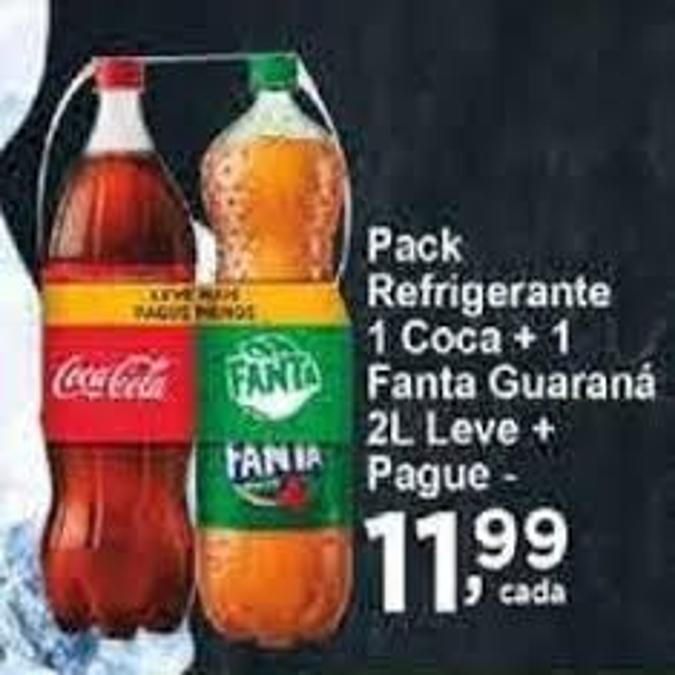 LEVE MAIS
PAGUE MENOS
Coca-Cola
FANTA
FANTA
Pack
Refrigerante
1 Coca + 1
Fanta Guaraná
2L Leve +
Pague -
11,99
cada